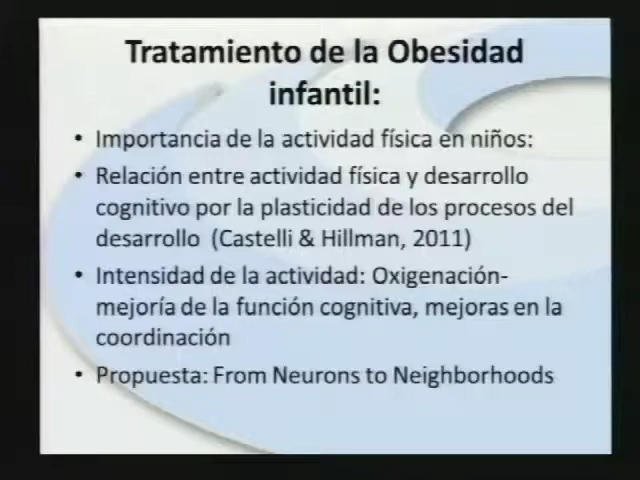 Tratamiento de la Obesidad
infantil:
• Importancia de la actividad física en niños:
• Relación entre actividad física y desarrollo
cognitivo por la plasticidad de los procesos del
desarrollo (Castelli & Hillman, 2011)
• Intensidad de la actividad: Oxigenación-
mejoría de la función cognitiva, mejoras en la
coordinación
• Propuesta: From Neurons to Neighborhoods